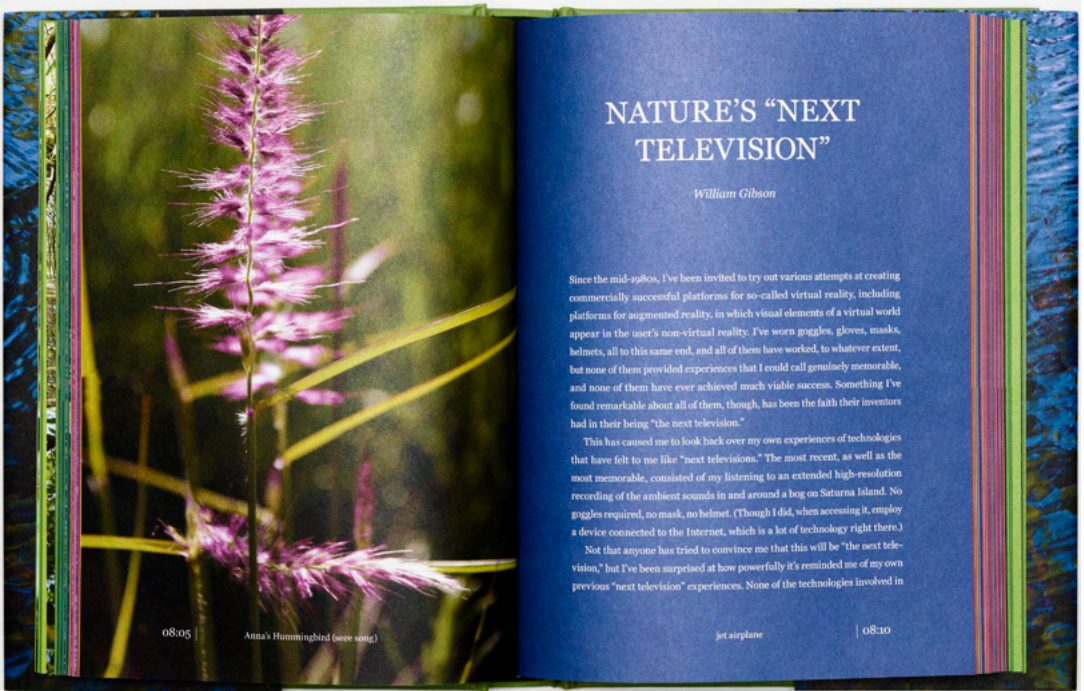 08:05 |
Anna's Hummingbird (seee song)
NATURE'S “NEXT
TELEVISION”
William Gibson
Since the mid-1980s, I've been invited to try out various attempts at creating
commercially successful platforms for so-called virtual reality, including
platforms for augmented reality, in which visual elements of a virtual world
appear in the user's non-virtual reality. I've worn goggles, gloves, masks,
helmets, all to this same end, and all of them have worked, to whatever extent,
but none of them provided experiences that I could call genuinely memorable,
and none of them have ever achieved much viable success. Something I've
found remarkable about all of them, though, has been the faith their inventors
had in their being “the next television.”
This has caused me to look back over my own experiences of technologies
that have felt to me like “next televisions.” The most recent, as well as the
most memorable, consisted of my listening to an extended high-resolution
recording of the ambient sounds in and around a bog on Saturna Island. No
goggles required, no mask, no helmet. (Though I did, when accessing it, employ
a device connected to the Internet, which is a lot of technology right there.)
Not that anyone has tried to convince me that this will be “the next tele-
vision,” but I've been surprised at how powerfully it's reminded me of my own
previous “next television” experiences. None of the technologies involved in
jet airplane
| 08:10